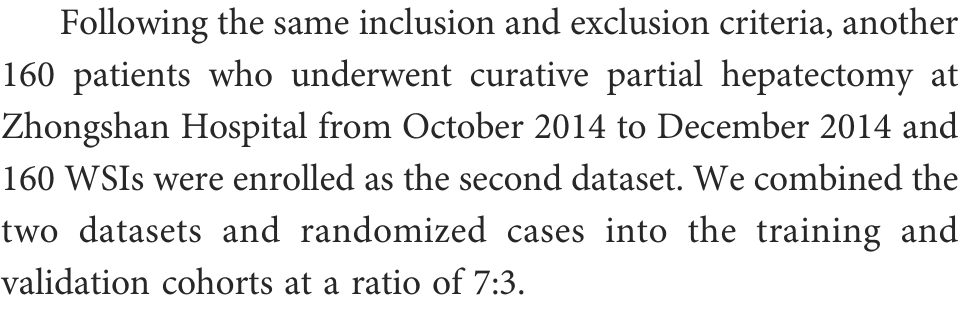 Following the same inclusion and exclusion criteria, another
160 patients who underwent curative partial hepatectomy at
Zhongshan Hospital from October 2014 to December 2014 and
160 WSIs were enrolled as the second dataset. We combined the
two datasets and randomized cases into the training and
validation cohorts at a ratio of 7:3.